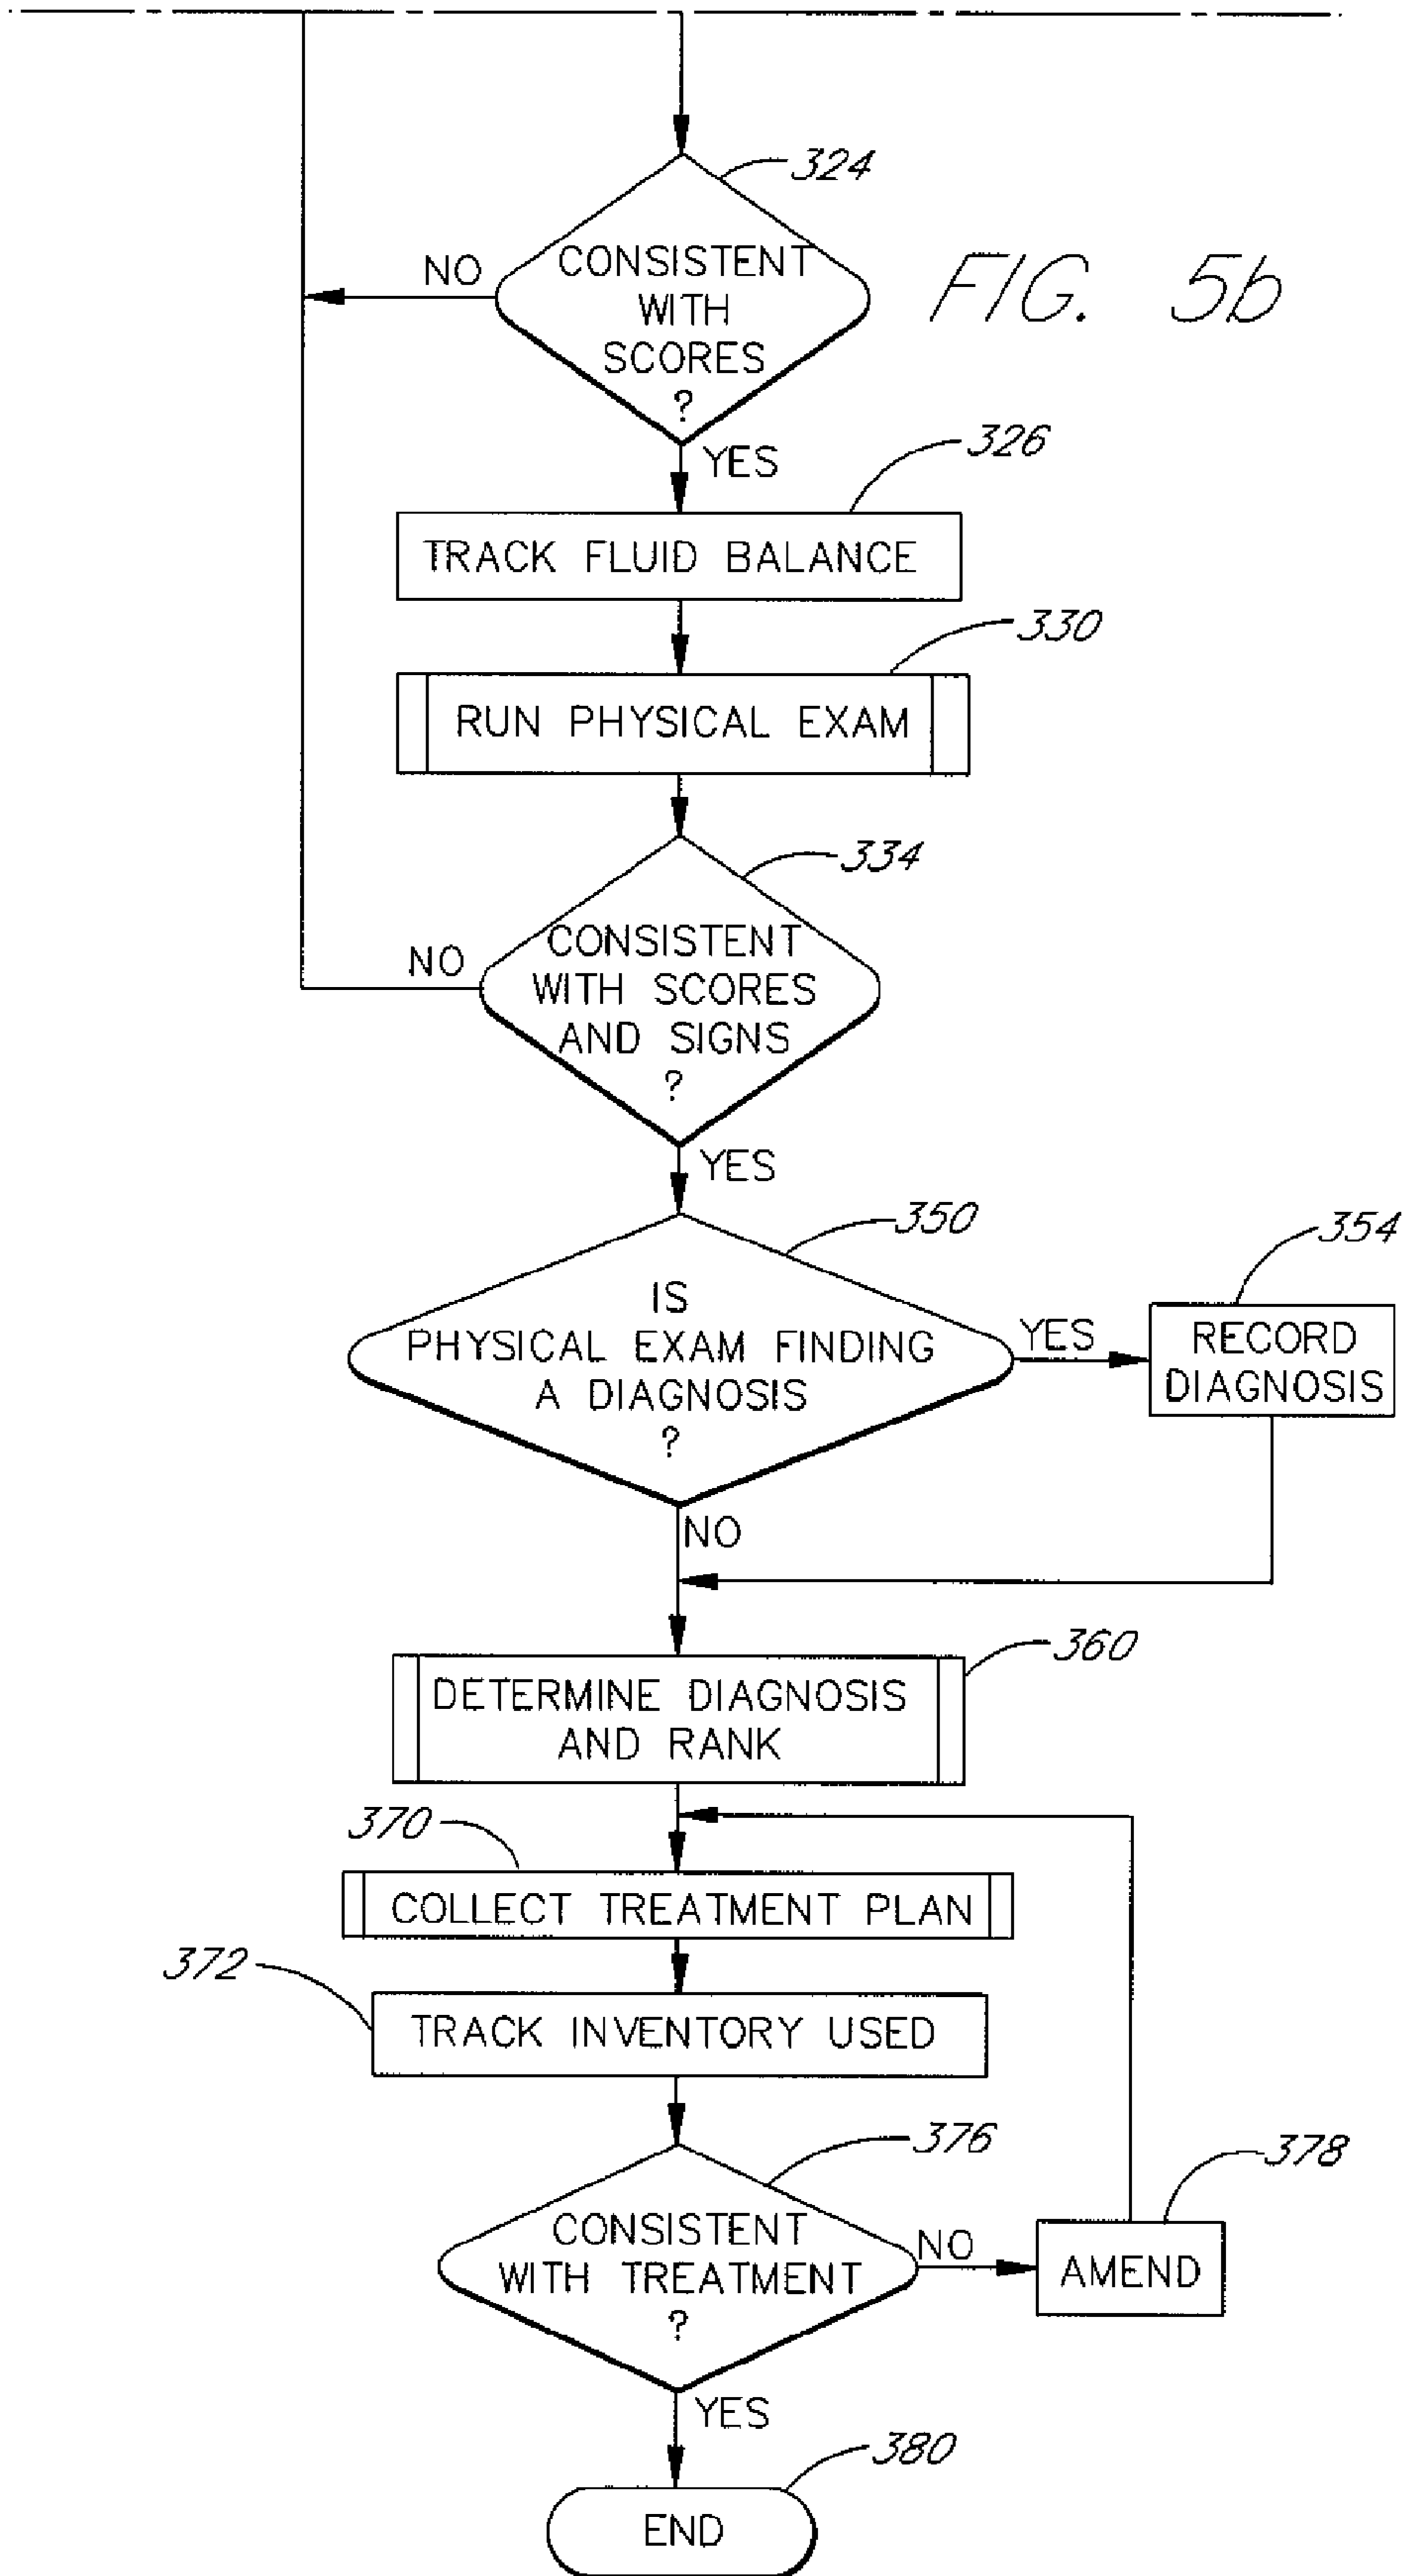 324
NO
CONSISTENT
WITH
SCORES
?
FIG. 5b
YES
326
TRACK FLUID BALANCE
330
RUN PHYSICAL EXAM
334
NO
CONSISTENT
WITH SCORES
AND SIGNS
?
YES
350
IS
PHYSICAL EXAM FINDING
A DIAGNOSIS
?
YES
354
RECORD
DIAGNOSIS
NO
360
DETERMINE DIAGNOSIS
AND RANK
370
COLLECT TREATMENT PLAN
372
TRACK INVENTORY USED
376
CONSISTENT
WITH TREATMENT
?
NO
378
AMEND
YES
380
END